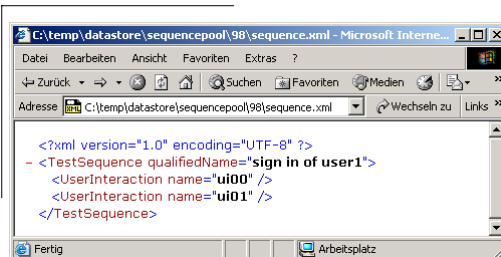 C:\temp\datastore\sequencepool\98\sequence.xml - Microsoft Interne...
Datei Bearbeiten Ansicht Favoriten Extras ?
Zurück Suchen Favoriten Medien »
Adresse C:\temp\datastore\sequencepool\98\sequence.xml Wechseln zu Links »
<?xml version="1.0" encoding="UTF-8" ?>
- <TestSequence qualifiedName="sign in of user1">
<UserInteraction name="ui00" />
<UserInteraction name="ui01" />
</TestSequence>
Fertig Arbeitsplatz